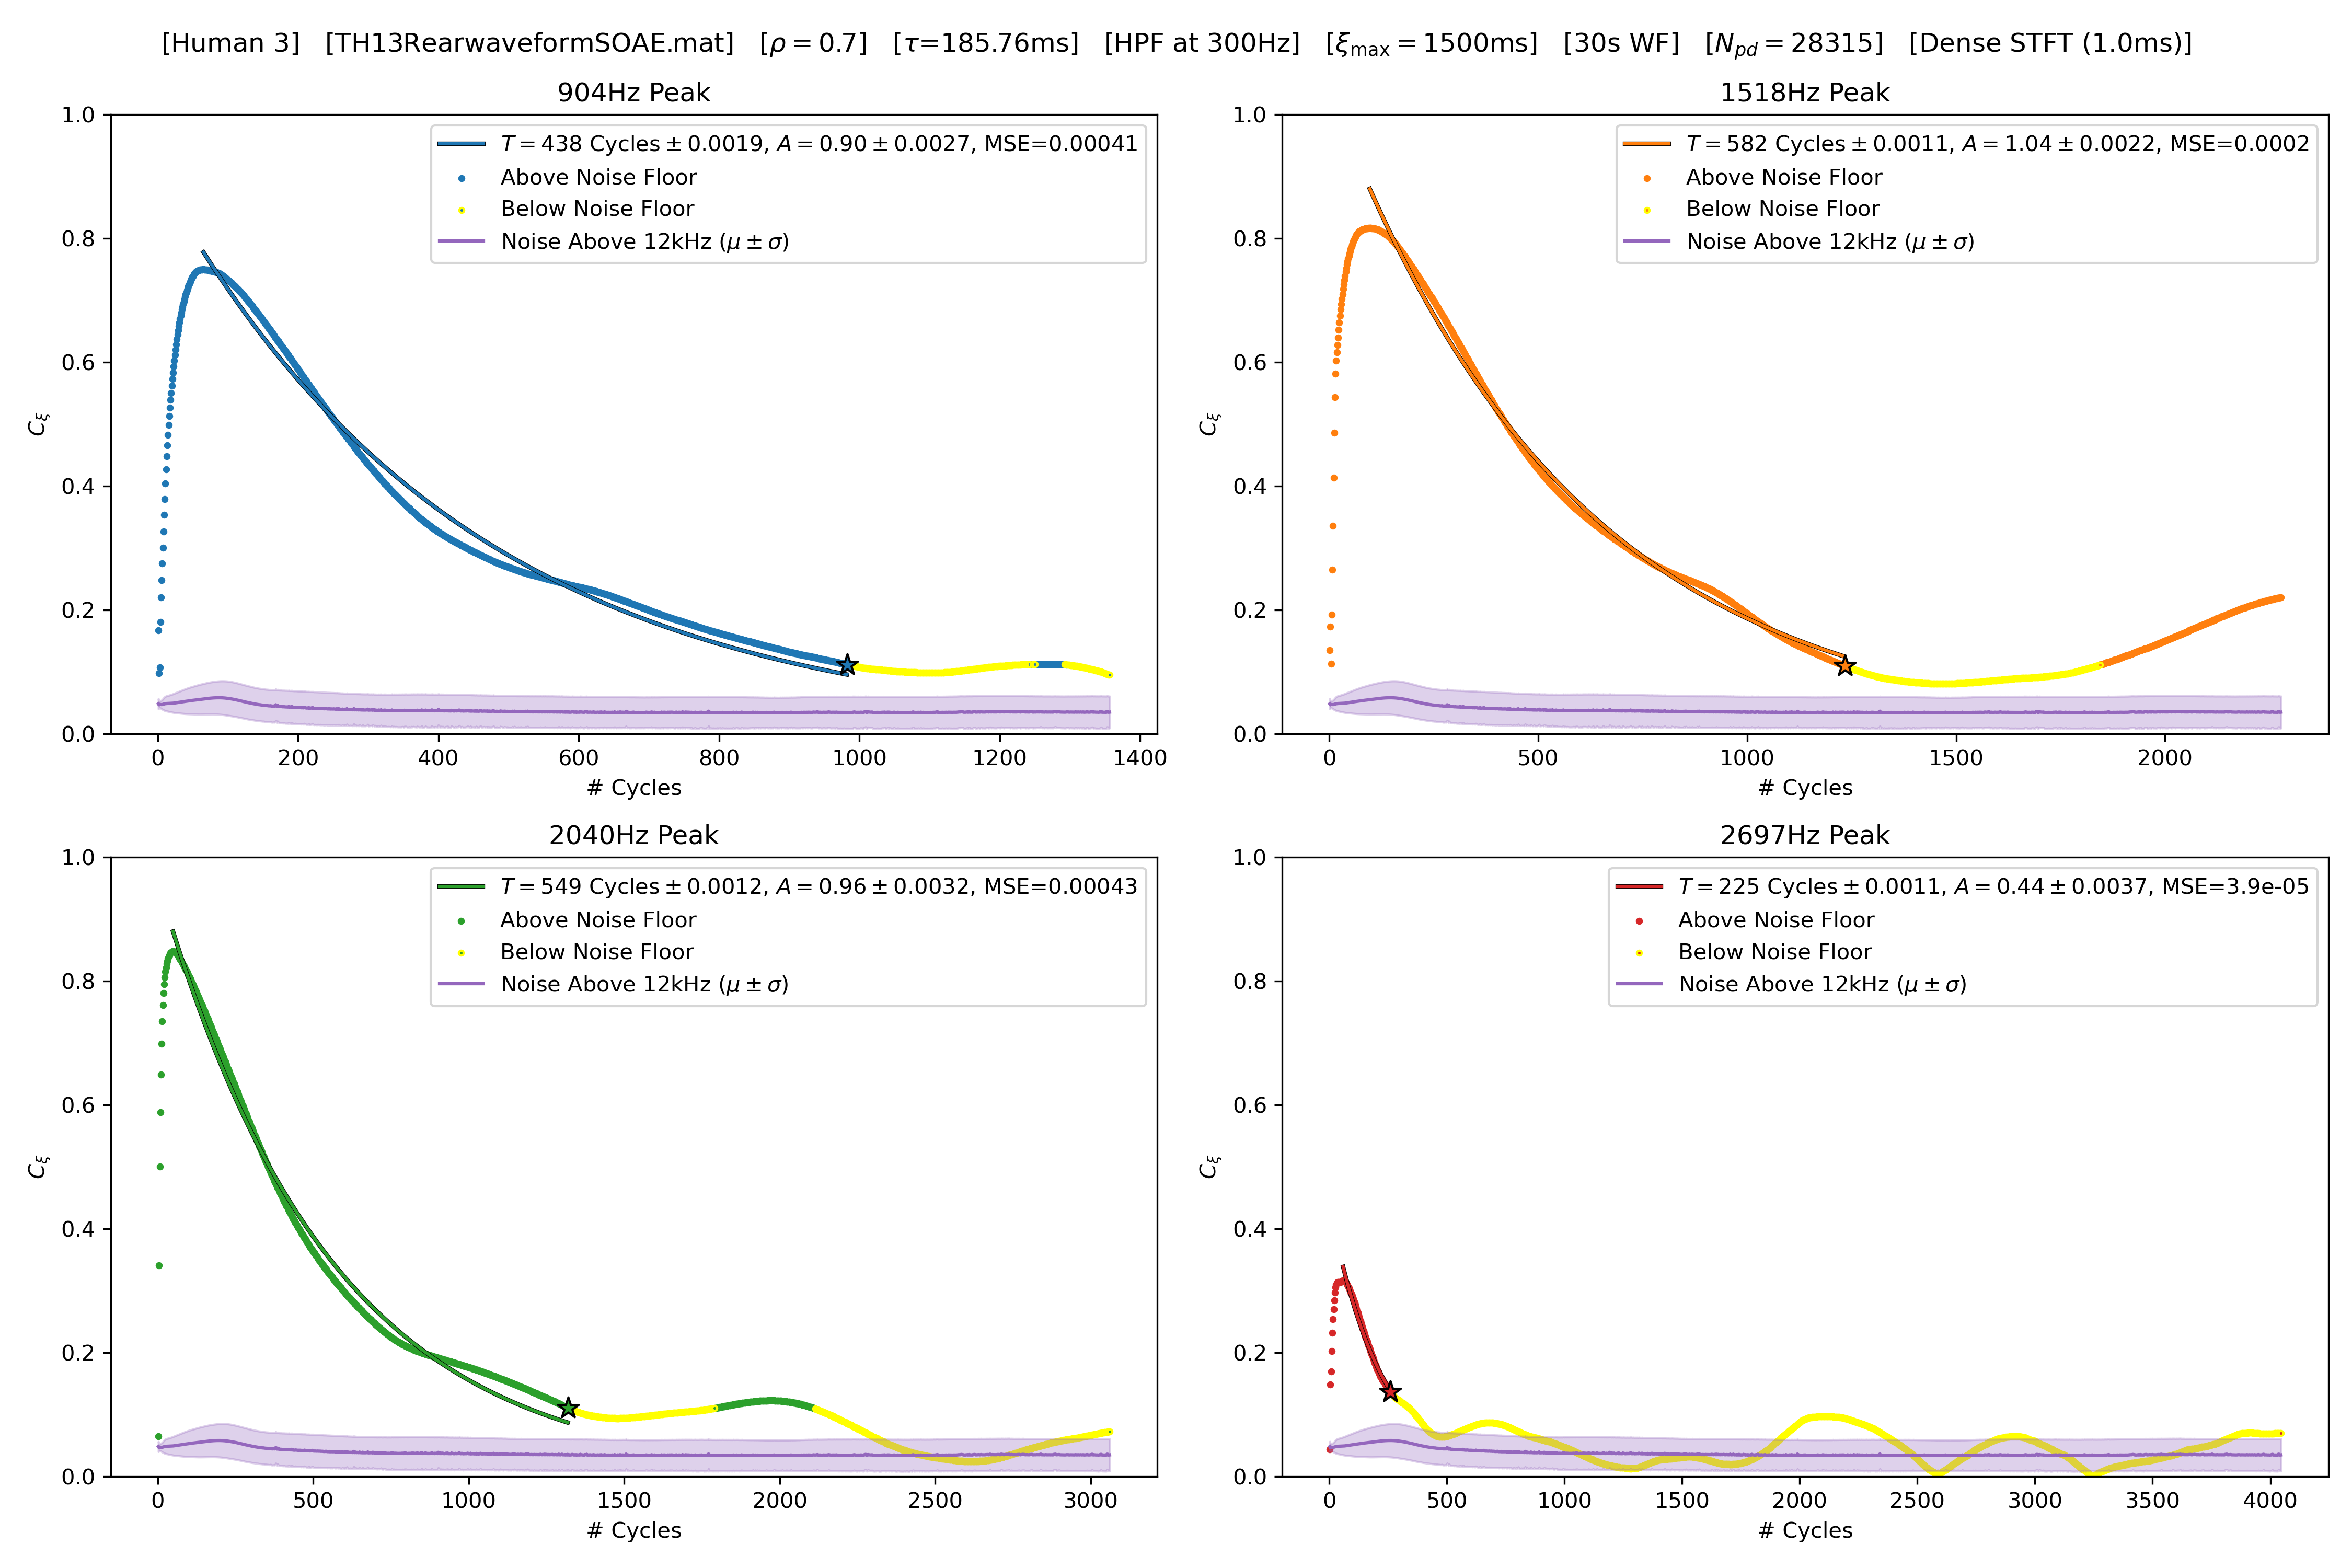 [Human 3] [TH13RearwaveformSOAE.mat] [ρ = 0.7] [τ=185.76ms] [HPF at 300Hz] [ξmax = 1500ms] [30s WF] [Npd = 28315] [Dense STFT (1.0ms)]
904Hz Peak
T = 438 Cycles ± 0.0019, A = 0.90 ± 0.0027, MSE=0.00041
Above Noise Floor
Below Noise Floor
Noise Above 12kHz (μ ± σ)
1.0
0.8
0.6
0.4
0.2
0.0
Cξ
0 200 400 600 800 1000 1200 1400
# Cycles
1518Hz Peak
T = 582 Cycles ± 0.0011, A = 1.04 ± 0.0022, MSE=0.0002
Above Noise Floor
Below Noise Floor
Noise Above 12kHz (μ ± σ)
1.0
0.8
0.6
0.4
0.2
0.0
Cξ
0 500 1000 1500 2000
# Cycles
2040Hz Peak
T = 549 Cycles ± 0.0012, A = 0.96 ± 0.0032, MSE=0.00043
Above Noise Floor
Below Noise Floor
Noise Above 12kHz (μ ± σ)
1.0
0.8
0.6
0.4
0.2
0.0
Cξ
0 500 1000 1500 2000 2500 3000
# Cycles
2697Hz Peak
T = 225 Cycles ± 0.0011, A = 0.44 ± 0.0037, MSE=3.9e-05
Above Noise Floor
Below Noise Floor
Noise Above 12kHz (μ ± σ)
1.0
0.8
0.6
0.4
0.2
0.0
Cξ
0 500 1000 1500 2000 2500 3000 3500 4000
# Cycles